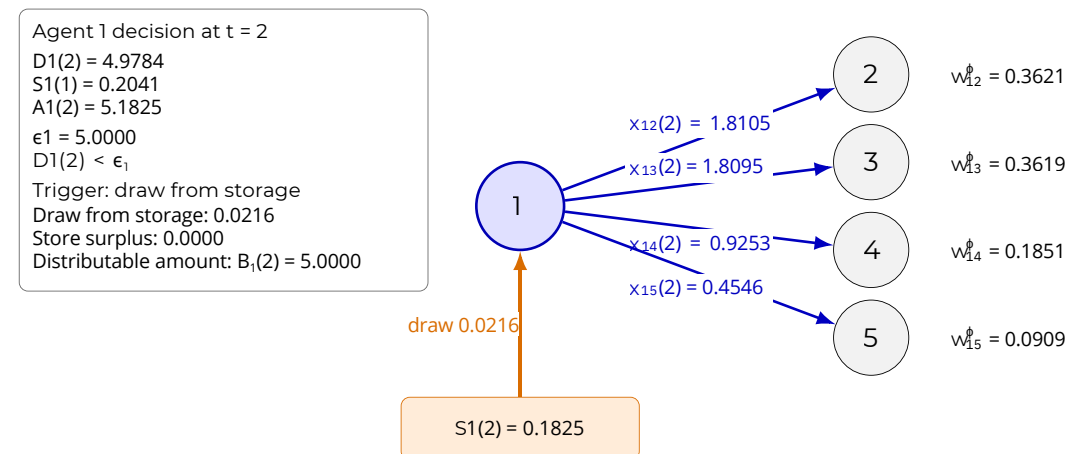 Agent 1 decision at t = 2
D1(2) = 4.9784
S1(1) = 0.2041
A1(2) = 5.1825
ϵ1 = 5.0000
D1(2) < ϵ₁
Trigger: draw from storage
Draw from storage: 0.0216
Store surplus: 0.0000
Distributable amount: B₁(2) = 5.0000
1
x₁₂(2) = 1.8105
x₁₃(2) = 1.8095
x₁₄(2) = 0.9253
x₁₅(2) = 0.4546
2
w₁₂^ϕ = 0.3621
3
w₁₃^ϕ = 0.3619
4
w₁₄^ϕ = 0.1851
5
w₁₅^ϕ = 0.0909
draw 0.0216
S1(2) = 0.1825